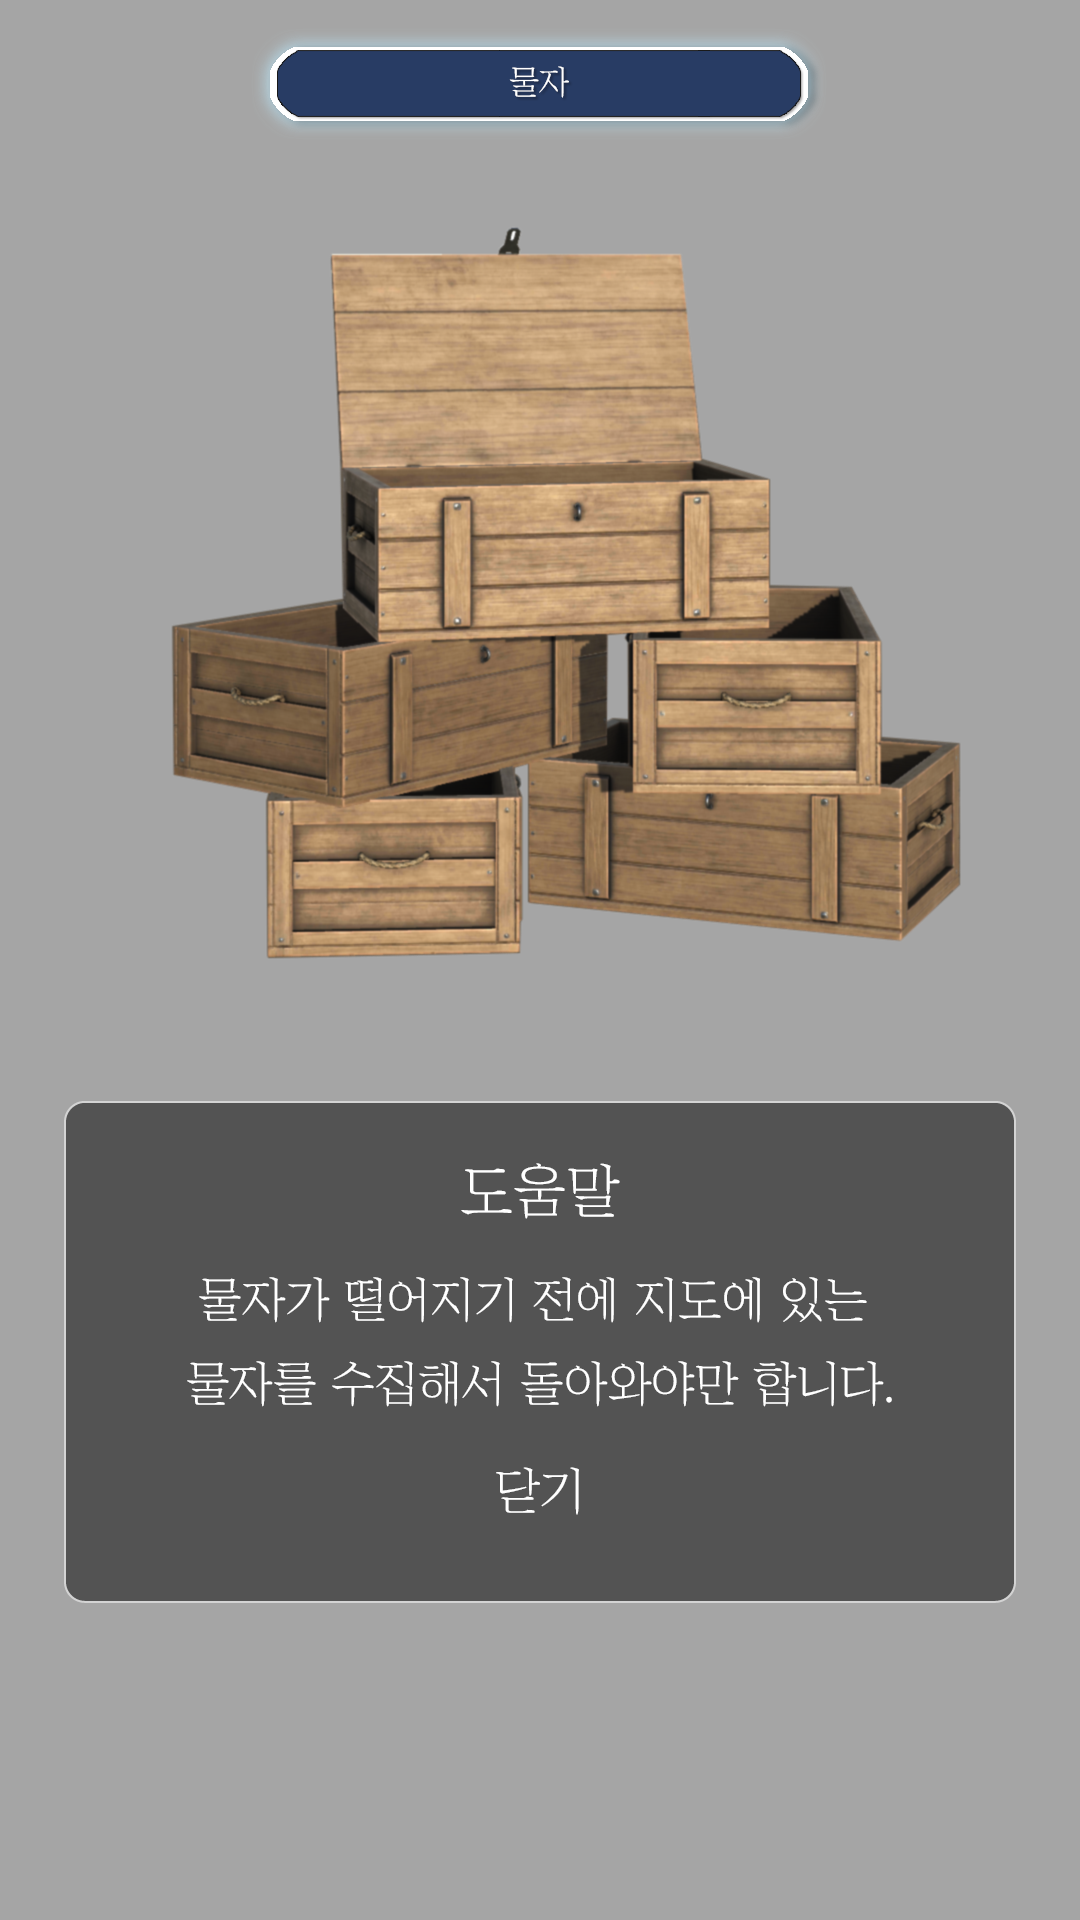 물자
도움말
물자가 떨어지기 전에 지도에 있는
물자를 수집해서 돌아와야만 합니다.
닫기